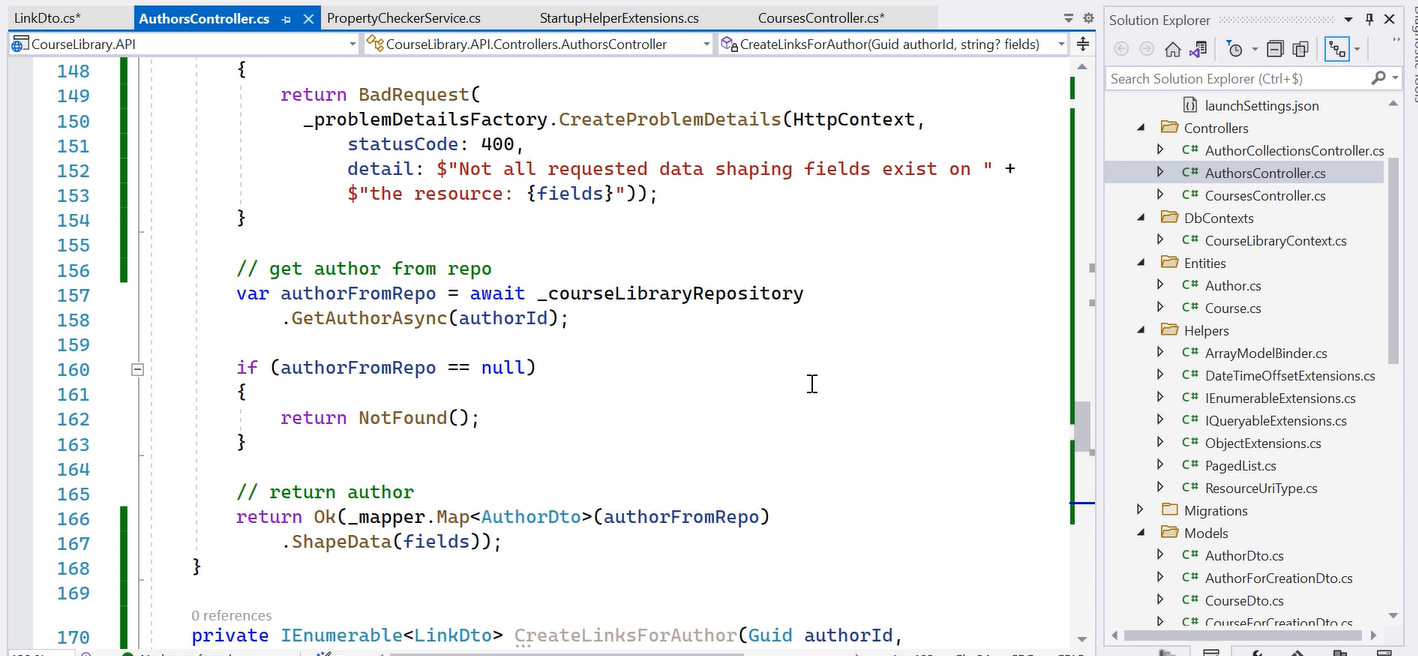 LinkDto.cs*
AuthorsController.cs
PropertyCheckerService.cs
StartupHelperExtensions.cs
CoursesController.cs*
CourseLibrary.API
CourseLibrary.API.Controllers.AuthorsController
CreateLinksForAuthor(Guid authorId, string? fields)
148 {
149 return BadRequest(
150 _problemDetailsFactory.CreateProblemDetails(HttpContext,
151 statusCode: 400,
152 detail: $"Not all requested data shaping fields exist on " +
153 $"the resource: {fields}"));
154 }
155
156 // get author from repo
157 var authorFromRepo = await _courseLibraryRepository
158 .GetAuthorAsync(authorId);
159
160 if (authorFromRepo == null)
161 {
162 return NotFound();
163 }
164
165 // return author
166 return Ok(_mapper.Map<AuthorDto>(authorFromRepo)
167 .ShapeData(fields));
168 }
169
0 references
170 private IEnumerable<LinkDto> CreateLinksForAuthor(Guid authorId,
Solution Explorer
Search Solution Explorer (Ctrl+$)
launchSettings.json
Controllers
C# AuthorCollectionsController.cs
C# AuthorsController.cs
C# CoursesController.cs
DbContexts
C# CourseLibraryContext.cs
Entities
C# Author.cs
C# Course.cs
Helpers
C# ArrayModelBinder.cs
C# DateTimeOffsetExtensions.cs
C# IEnumerableExtensions.cs
C# IQueryableExtensions.cs
C# ObjectExtensions.cs
C# PagedList.cs
C# ResourceUriType.cs
Migrations
Models
C# AuthorDto.cs
C# AuthorForCreationDto.cs
C# CourseDto.cs
C# CourseForCreationDto.cs